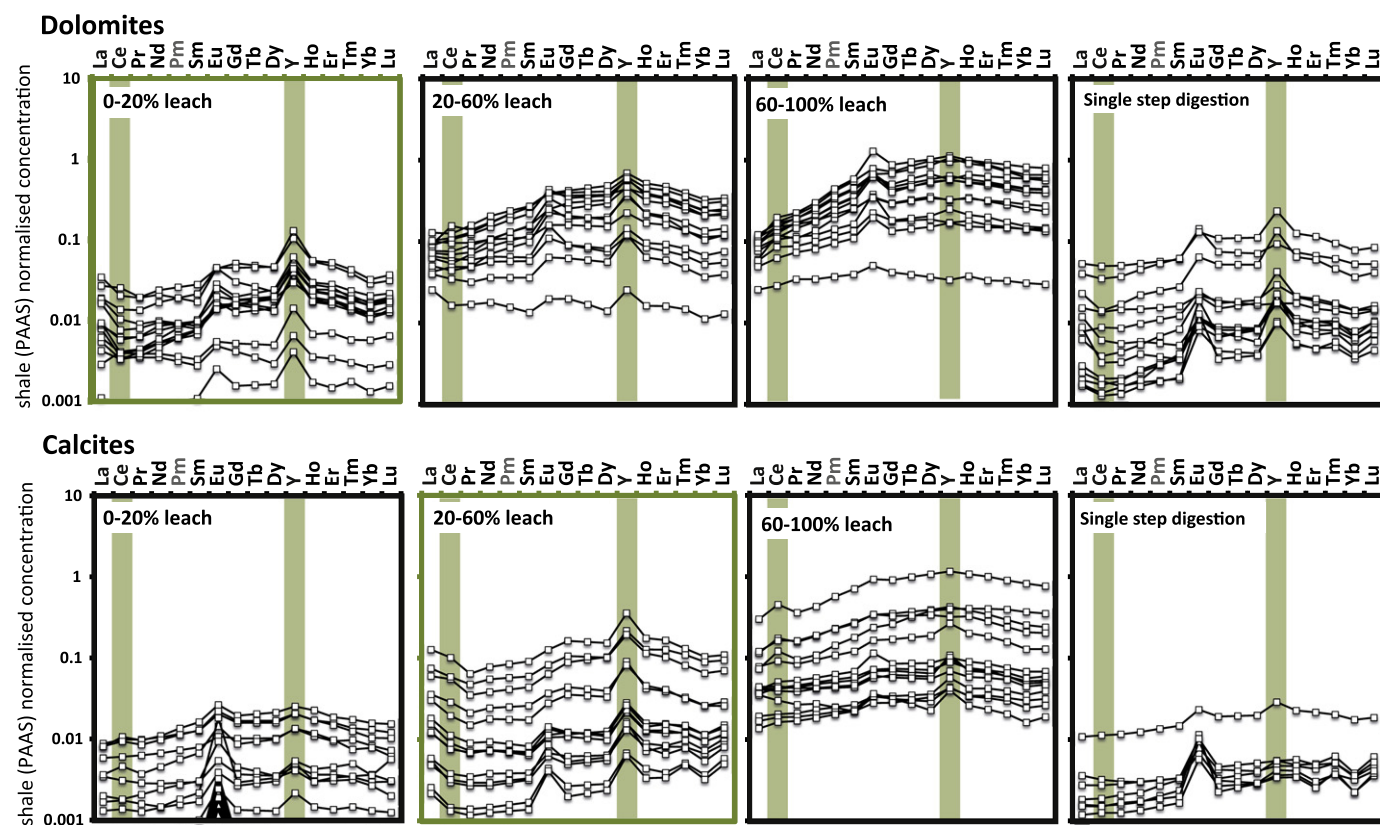 Dolomites
La Ce Pr Nd Pm Sm Eu Gd Tb Dy Y Ho Er Tm Yb Lu
La Ce Pr Nd Pm Sm Eu Gd Tb Dy Y Ho Er Tm Yb Lu
La Ce Pr Nd Pm Sm Eu Gd Tb Dy Y Ho Er Tm Yb Lu
La Ce Pr Nd Pm Sm Eu Gd Tb Dy Y Ho Er Tm Yb Lu
shale (PAAS) normalised concentration
10
1
0.1
0.01
0.001
0-20% leach
20-60% leach
60-100% leach
Single step digestion
Calcites
La Ce Pr Nd Pm Sm Eu Gd Tb Dy Y Ho Er Tm Yb Lu
La Ce Pr Nd Pm Sm Eu Gd Tb Dy Y Ho Er Tm Yb Lu
La Ce Pr Nd Pm Sm Eu Gd Tb Dy Y Ho Er Tm Yb Lu
La Ce Pr Nd Pm Sm Eu Gd Tb Dy Y Ho Er Tm Yb Lu
shale (PAAS) normalised concentration
10
1
0.1
0.01
0.001
0-20% leach
20-60% leach
60-100% leach
Single step digestion